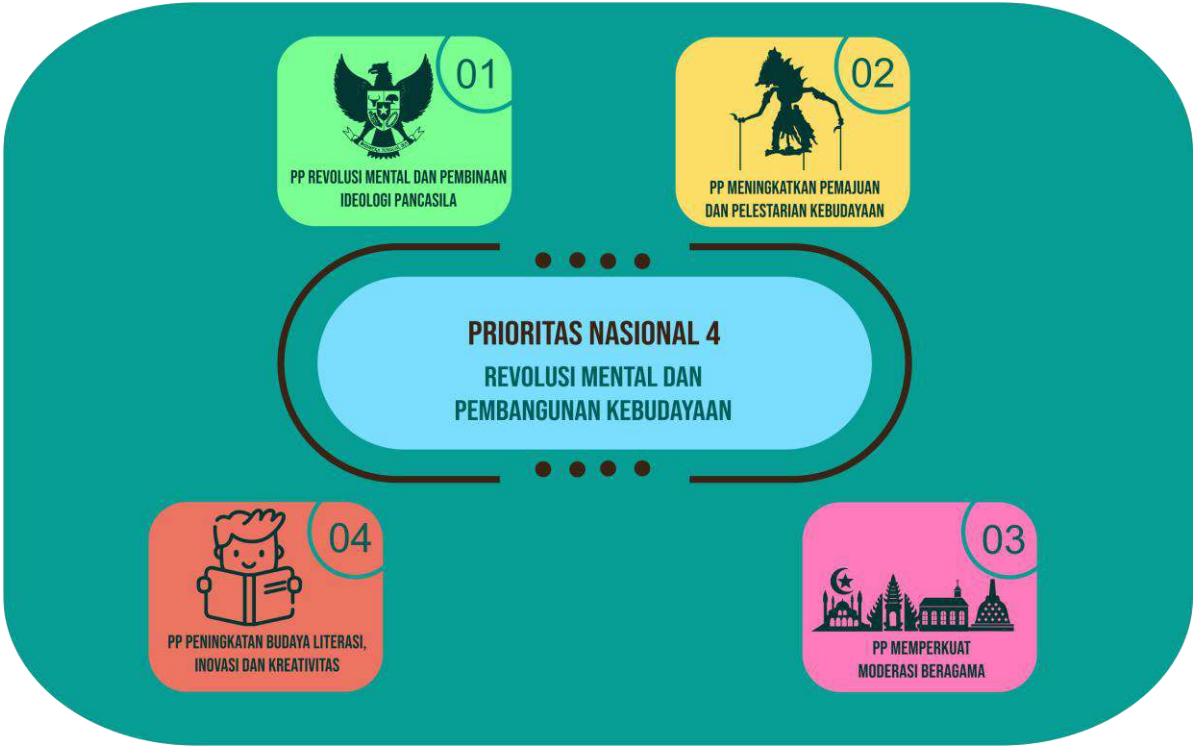 01
PP REVOLUSI MENTAL DAN PEMBINAAN
IDEOLOGI PANCASILA
02
PP MENINGKATKAN PEMAJUAN
DAN PELESTARIAN KEBUDAYAAN
PRIORITAS NASIONAL 4
REVOLUSI MENTAL DAN
PEMBANGUNAN KEBUDAYAAN
04
PP PENINGKATAN BUDAYA LITERASI,
INOVASI DAN KREATIVITAS
03
PP MEMPERKUAT
MODERASI BERAGAMA